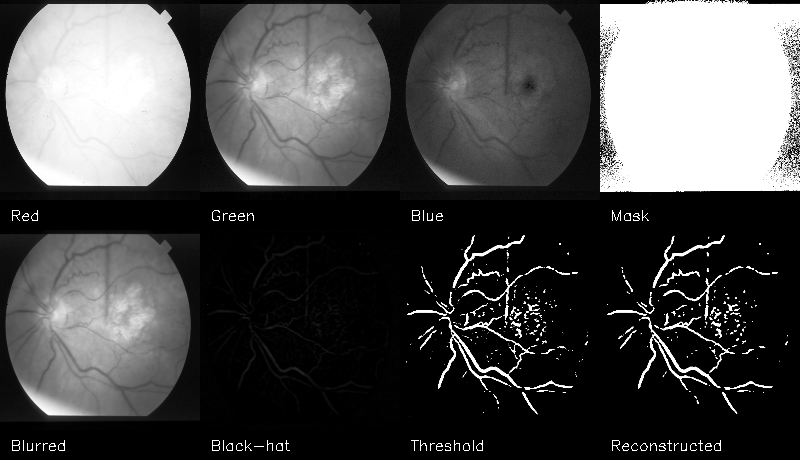 Red
Green
Blue
Mask
Blurred
Black-hat
Threshold
Reconstructed